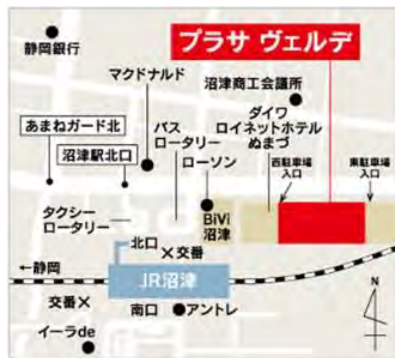 プラサ ヴェルデ
静岡銀行
マクドナルド
沼津商工会議所
あまねガード北
沼津駅北口
バス
ロータリー
ローソン
ダイワ
ロイネットホテル
ぬまづ
西駐車場
入口
東駐車場
入口
タクシー
ロータリー
BiVi
沼津
北口
交番
←静岡
JR沼津
交番
南口
アントレ
イーラde
N